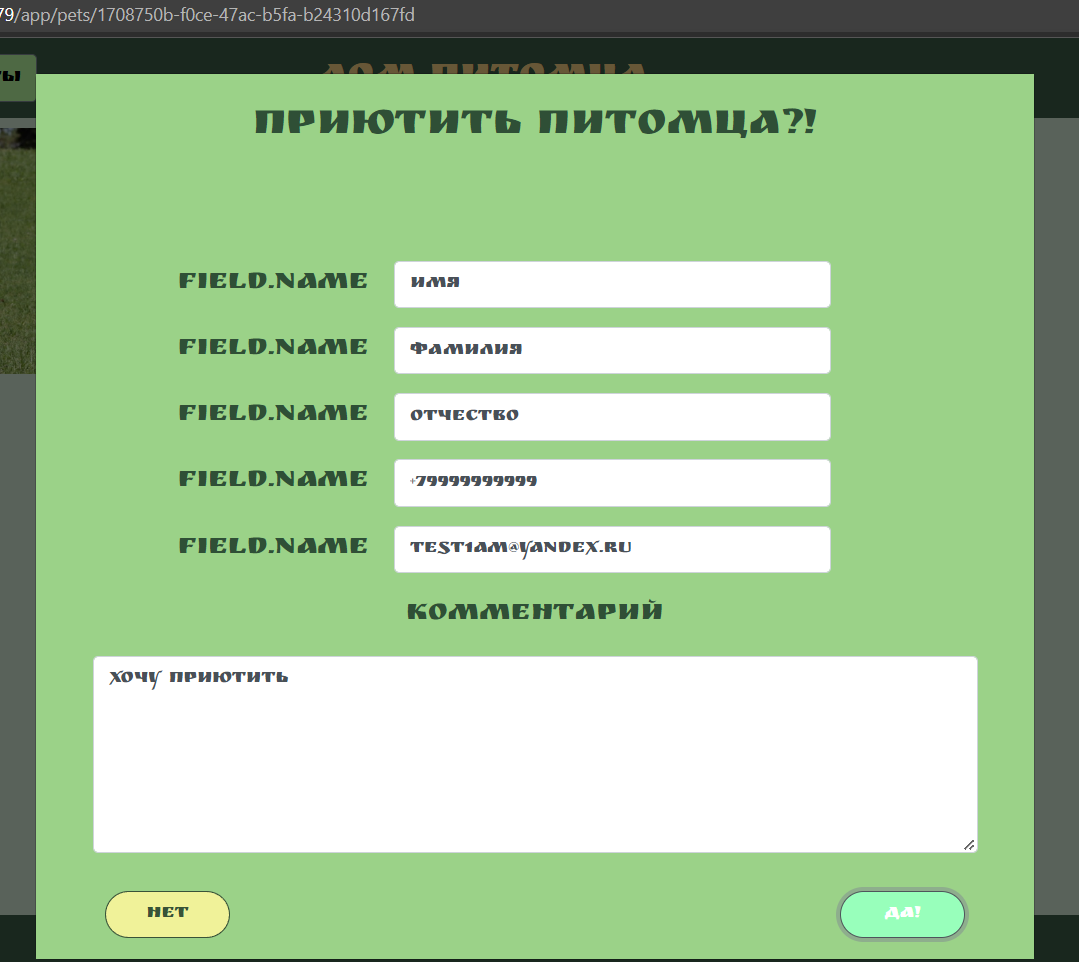 79/app/pets/1708750b-f0ce-47ac-b5fa-b24310d167fd
ДОМ ПИТОМЦА
ПРИЮТИТЬ ПИТОМЦА?!
FIELD.NAME ИМЯ
FIELD.NAME ФАМИЛИЯ
FIELD.NAME ОТЧЕСТВО
FIELD.NAME +79999999999
FIELD.NAME TEST1AM@YANDEX.RU
КОММЕНТАРИЙ
ХОЧУ ПРИЮТИТЬ
НЕТ ДА!